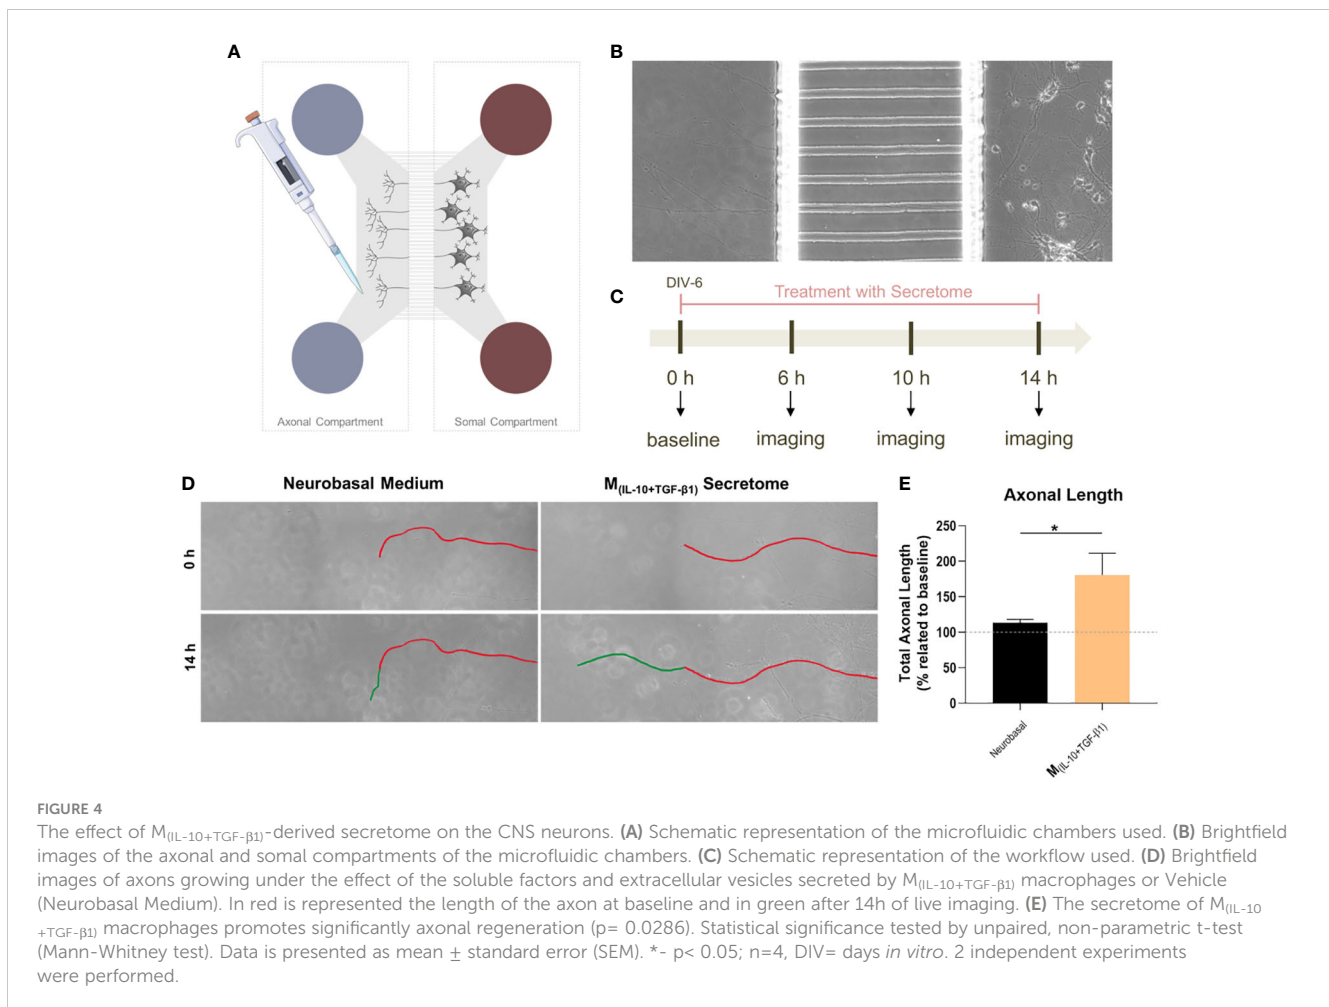 A
B
Axonal Compartment
Somal Compartment
C
DIV-6
Treatment with Secretome
0 h
6 h
10 h
14 h
baseline
imaging
imaging
imaging
D
Neurobasal Medium
M(IL-10+TGF-β1) Secretome
0 h
14 h
E
Axonal Length
*
Total Axonal Length
(% related to baseline)
250
200
150
100
50
0
Neurobasal
M(IL-10+TGF-β1)
FIGURE 4
The effect of M(IL-10+TGF-β1)-derived secretome on the CNS neurons. (A) Schematic representation of the microfluidic chambers used. (B) Brightfield
images of the axonal and somal compartments of the microfluidic chambers. (C) Schematic representation of the workflow used. (D) Brightfield
images of axons growing under the effect of the soluble factors and extracellular vesicles secreted by M(IL-10+TGF-β1) macrophages or Vehicle
(Neurobasal Medium). In red is represented the length of the axon at baseline and in green after 14h of live imaging. (E) The secretome of M(IL-10
+TGF-β1) macrophages promotes significantly axonal regeneration (p= 0.0286). Statistical significance tested by unpaired, non-parametric t-test
(Mann-Whitney test). Data is presented as mean ± standard error (SEM). *- p< 0.05; n=4, DIV= days in vitro. 2 independent experiments
were performed.